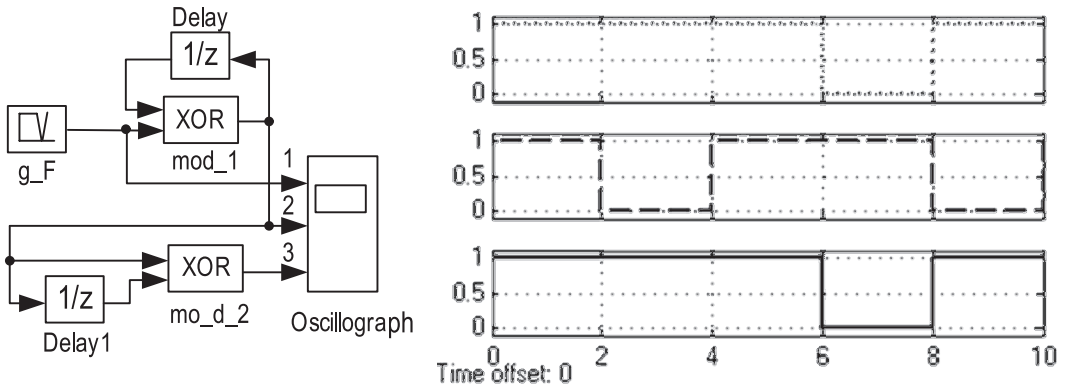 Delay
1/z
XOR
mod_1
g_F
1
2
3
XOR
mo_d_2
1/z
Delay1
Oscillograph
1
0.5
0
1
0.5
0
1
0.5
0
0 2 4 6 8 10
Time offset: 0